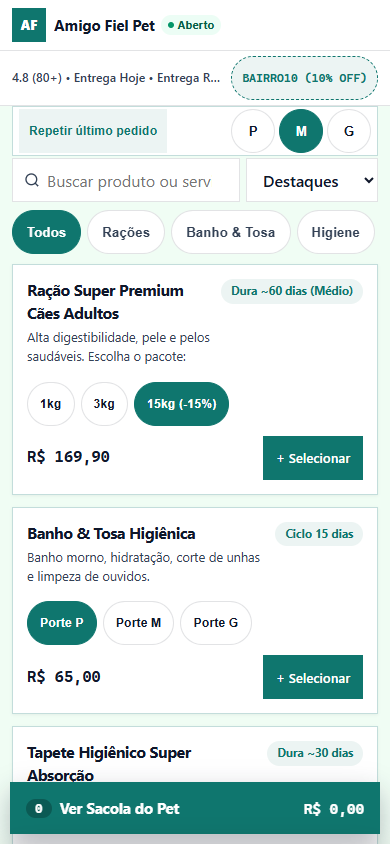 AF Amigo Fiel Pet Aberto
4.8 (80+) • Entrega Hoje • Entrega R... BAIRRO10 (10% OFF)
Repetir último pedido P M G
Buscar produto ou serv Destaques
Todos Rações Banho & Tosa Higiene
Ração Super Premium Cães Adultos
Dura ~60 dias (Médio)
Alta digestibilidade, pele e pelos
saudáveis. Escolha o pacote:
1kg 3kg 15kg (-15%)
R$ 169,90 + Selecionar
Banho & Tosa Higiênica Ciclo 15 dias
Banho morno, hidratação, corte de unhas
e limpeza de ouvidos.
Porte P Porte M Porte G
R$ 65,00 + Selecionar
Tapete Higiênico Super Dura ~30 dias
Absorção
0 Ver Sacola do Pet R$ 0,00